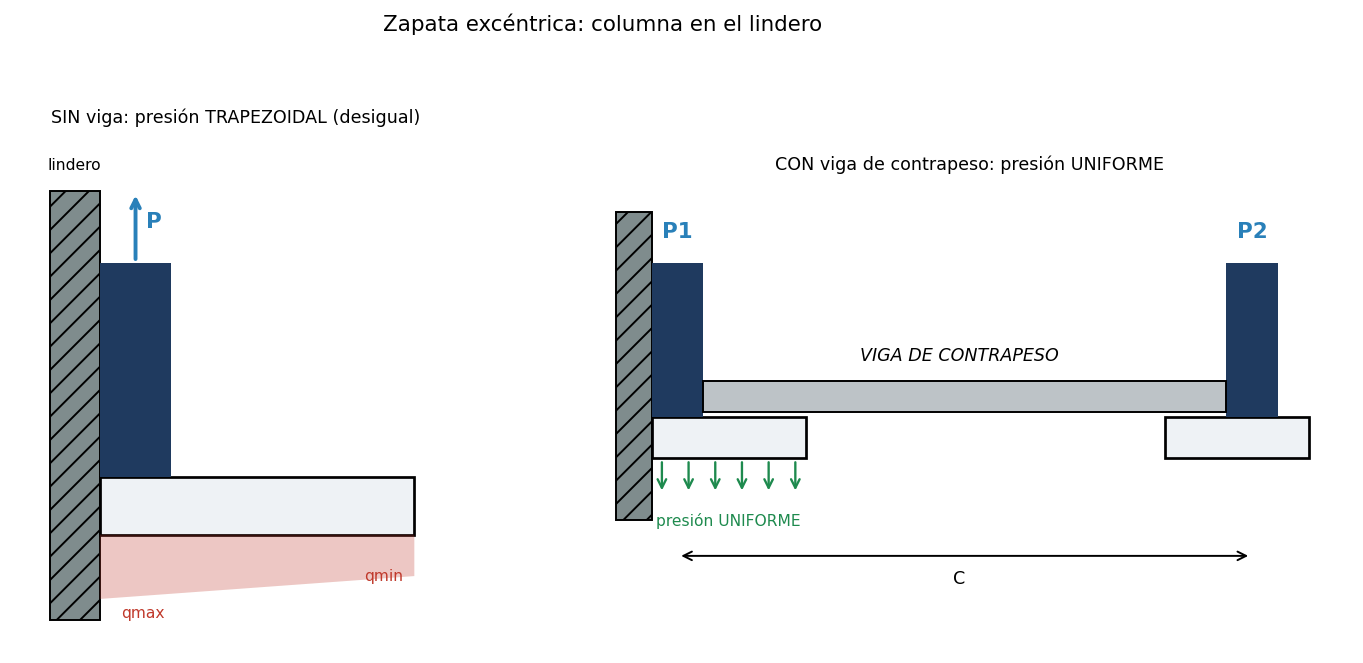 Zapata excéntrica: columna en el lindero
SIN viga: presión TRAPEZOIDAL (desigual)
lindero
P
qmin
qmax
CON viga de contrapeso: presión UNIFORME
P1
P2
VIGA DE CONTRAPESO
presión UNIFORME
C